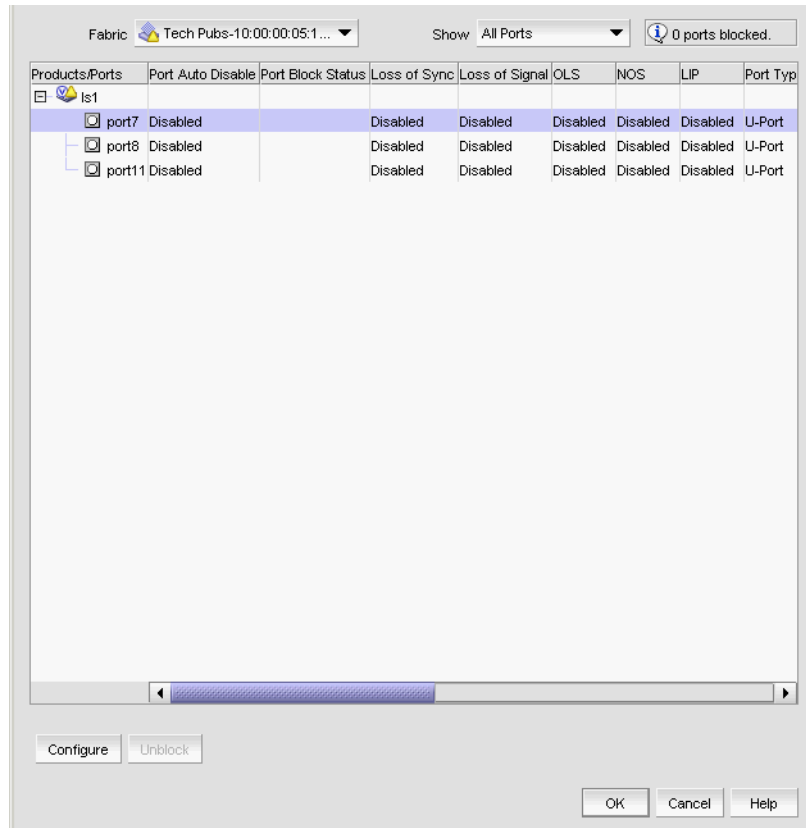 Fabric Tech Pubs-10:00:00:05:1... Show All Ports 0 ports blocked.
Products/Ports Port Auto Disable Port Block Status Loss of Sync Loss of Signal OLS NOS LIP Port Typ
ls1
port7 Disabled Disabled Disabled Disabled Disabled Disabled U-Port
port8 Disabled Disabled Disabled Disabled Disabled Disabled U-Port
port11 Disabled Disabled Disabled Disabled Disabled Disabled U-Port
Configure Unblock
OK Cancel Help